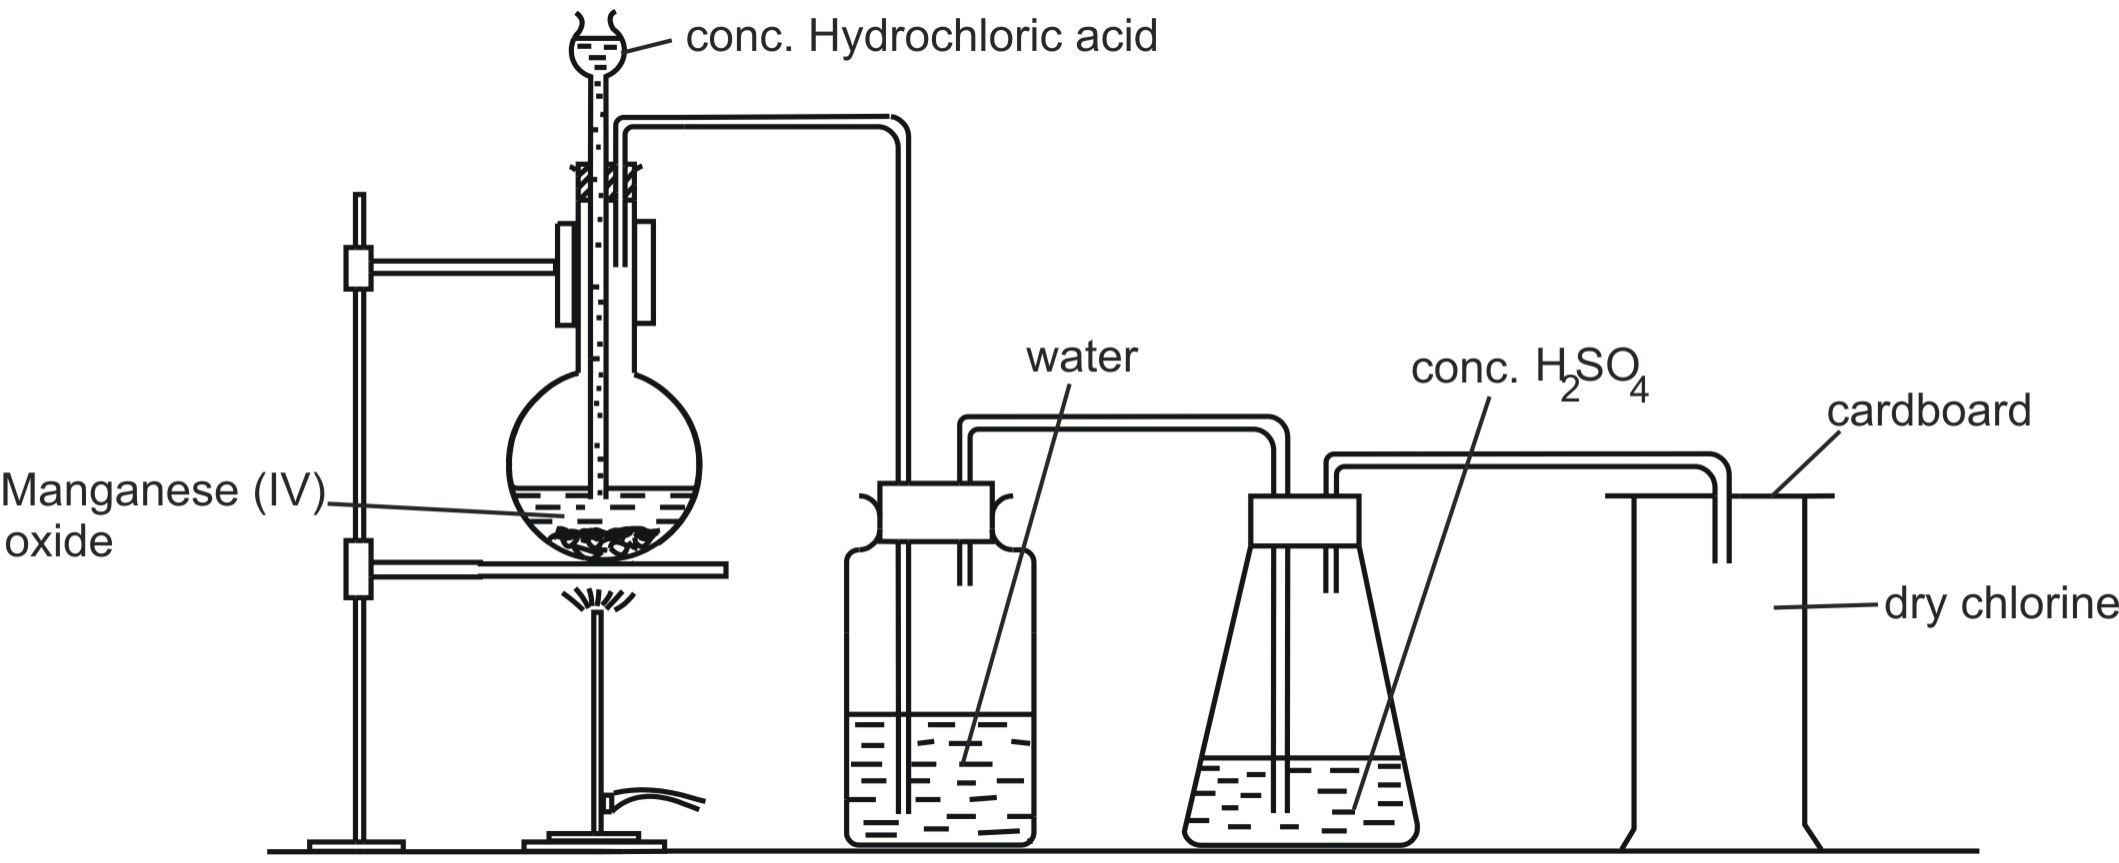 conc. Hydrochloric acid
water
conc. H₂SO₄
cardboard
Manganese (IV)
oxide
dry chlorine